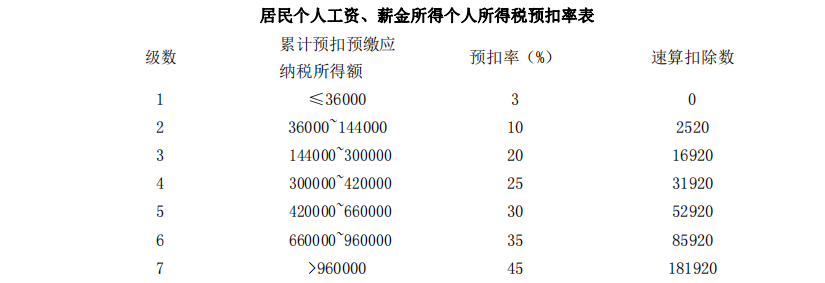 居民个人工资、薪金所得个人所得税预扣率表
级数 累计预扣预缴应纳税所得额 预扣率（%） 速算扣除数
1 ≤36000 3 0
2 36000~144000 10 2520
3 144000~300000 20 16920
4 300000~420000 25 31920
5 420000~660000 30 52920
6 660000~960000 35 85920
7 >960000 45 181920